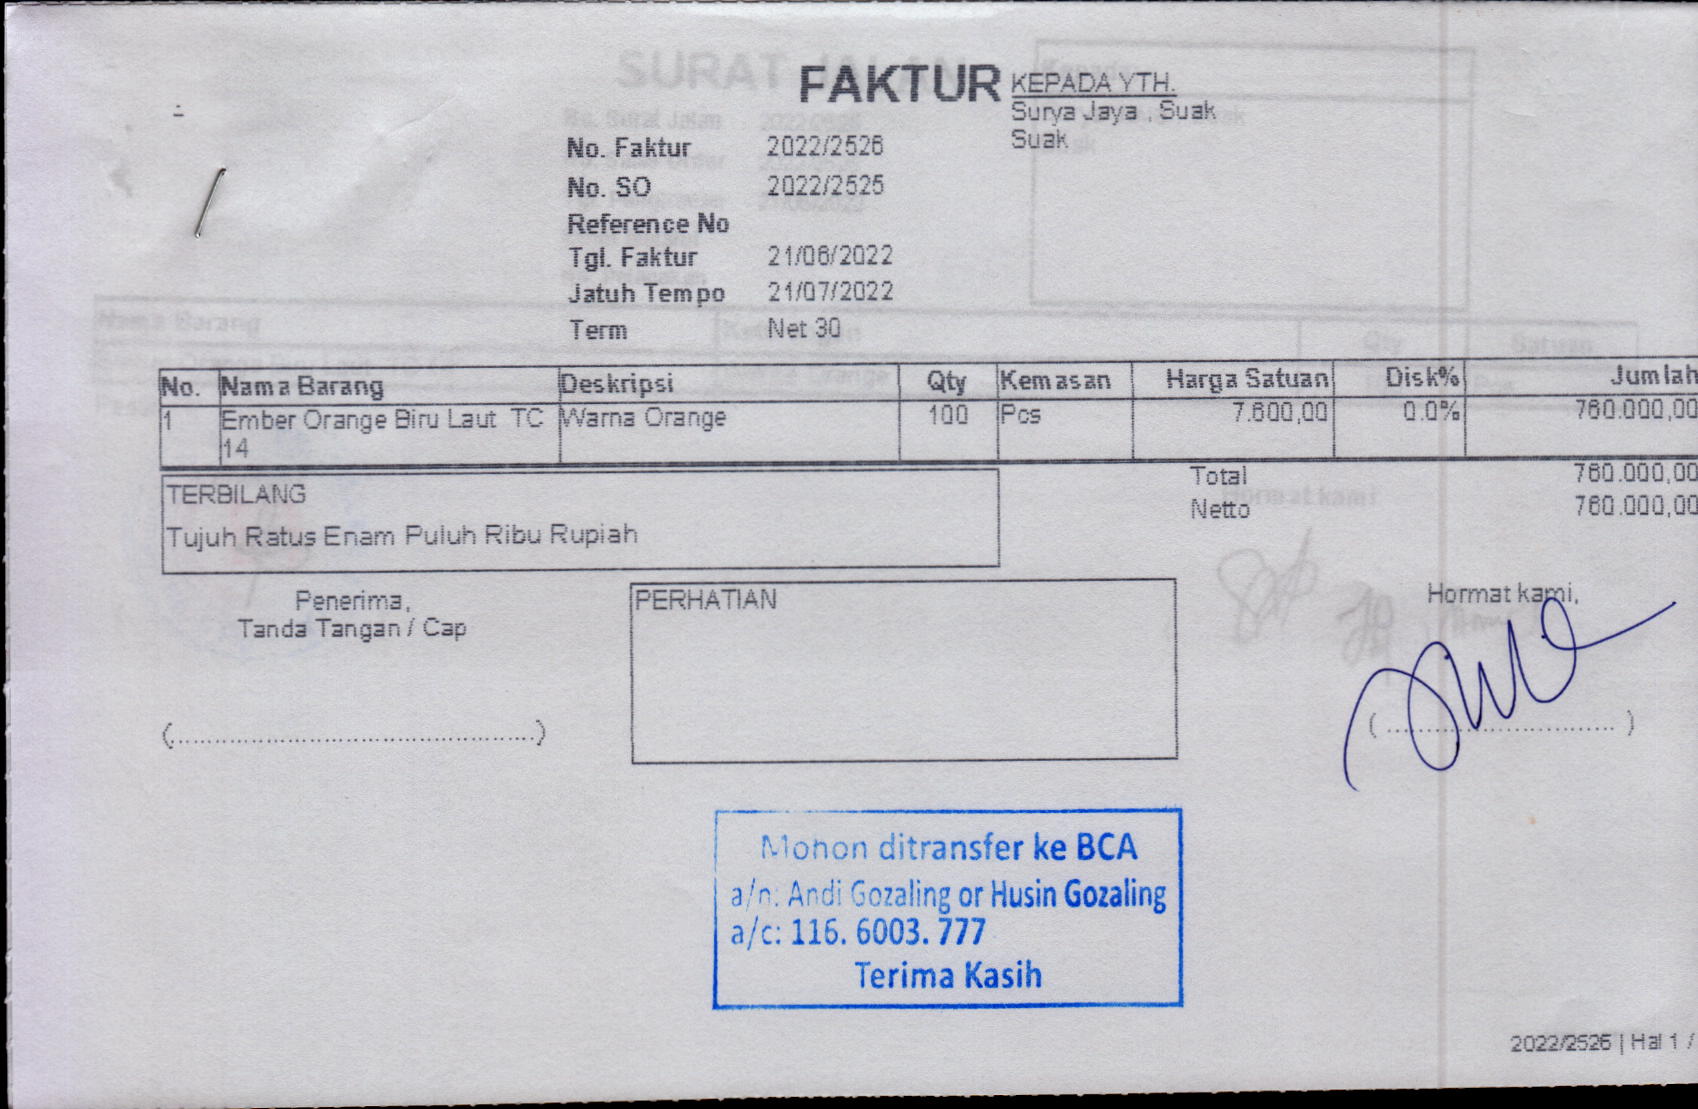 FAKTUR
KEPADA YTH.
Surya Jaya , Suak
Suak
No. Faktur 2022/2526
No. SO 2022/2525
Reference No
Tgl. Faktur 21/06/2022
Jatuh Tempo 21/07/2022
Term Net 30
No. Nama Barang Deskripsi Qty Kemasan Harga Satuan Disk% Jumlah
1 Ember Orange Biru Laut TC Warna Orange 100 Pcs 7.600,00 0.0% 760.000,00
14
Total 760.000,00
Netto 760.000,00
TERBILANG
Tujuh Ratus Enam Puluh Ribu Rupiah
Penerima,
Tanda Tangan / Cap
PERHATIAN
Hormat kami,
Mohon ditransfer ke BCA
a/n: Andi Gozaling or Husin Gozaling
a/c: 116. 6003. 777
Terima Kasih
2022/2526 | Hal 1 /